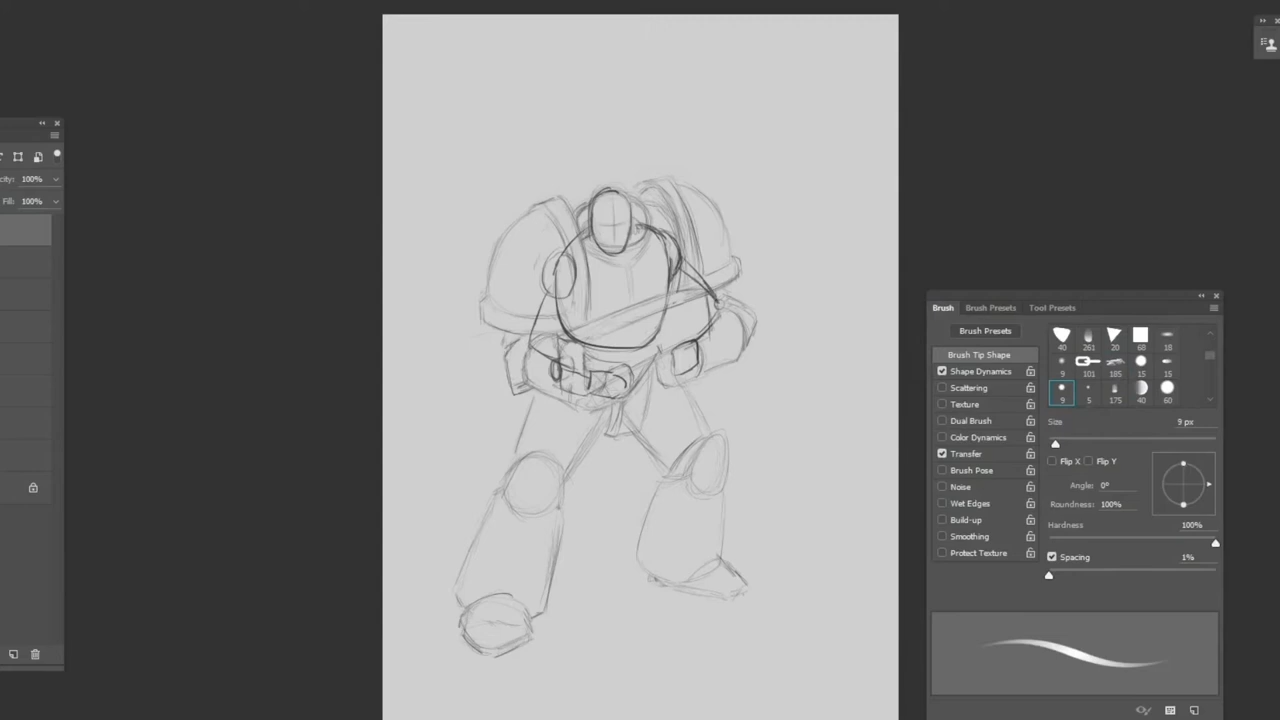 city: 100%
Fill: 100%
Brush Brush Presets Tool Presets
Brush Presets
40 261 20 68 18
9 101 185 15 15
9 5 175 40 60
Brush Tip Shape
Shape Dynamics
Scattering
Texture
Dual Brush
Color Dynamics
Transfer
Brush Pose
Noise
Wet Edges
Build-up
Smoothing
Protect Texture
Size 9 px
Flip X Flip Y
Angle: 0°
Roundness: 100%
Hardness 100%
Spacing 1%